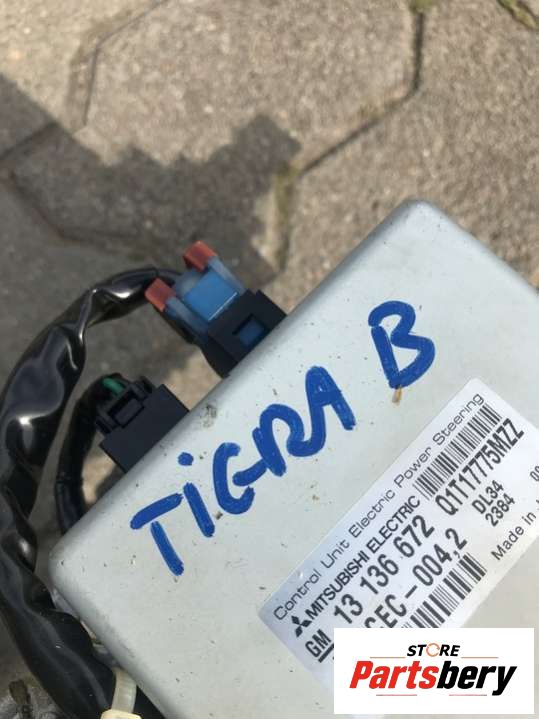 TIGRA B
Control Unit Electric Power Steering
MITSUBISHI ELECTRIC
GM 13 136 672 Q1T17775MZZ
EC-004,2 DL34
2384
Made in
STORE
Partsbery